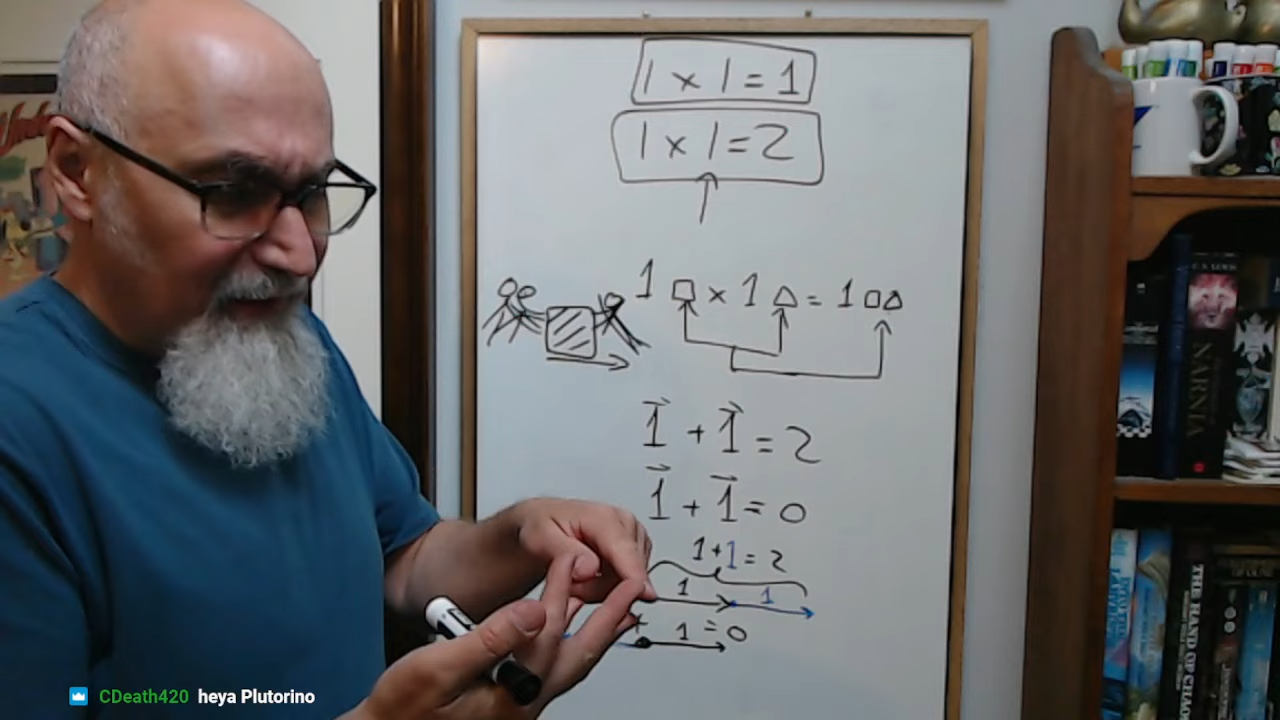 1 x 1 = 1
1 x 1 = 2
1 □ x 1 △ = 1 □△
1⃗ + 1⃗ = 2
1⃗ + 1⃗ = 0
1+1=2
1 1
1 = 0
C.S. LEWIS
NARNIA
THE HAND OF CHAOS
CDeath420 heya Plutorino